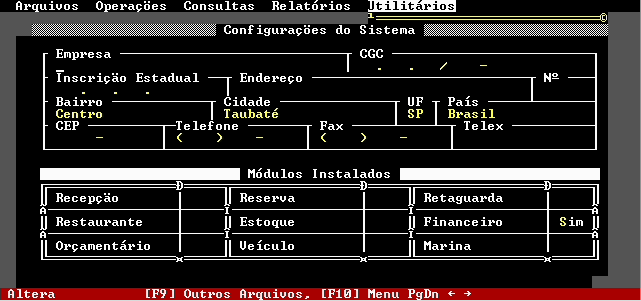 Arquivos Operações Consultas Relatórios Utilitários
Configurações do Sistema
Empresa CGC
. . / -
Inscrição Estadual Endereço Nº
. . .
Bairro Cidade UF País
Centro Taubaté SP Brasil
CEP Telefone Fax Telex
- ( ) - ( ) -
Módulos Instalados
Recepção Reserva Retaguarda
Restaurante Estoque Financeiro Sim
Orçamentário Veículo Marina
Altera [F9] Outros Arquivos, [F10] Menu PgDn ← →